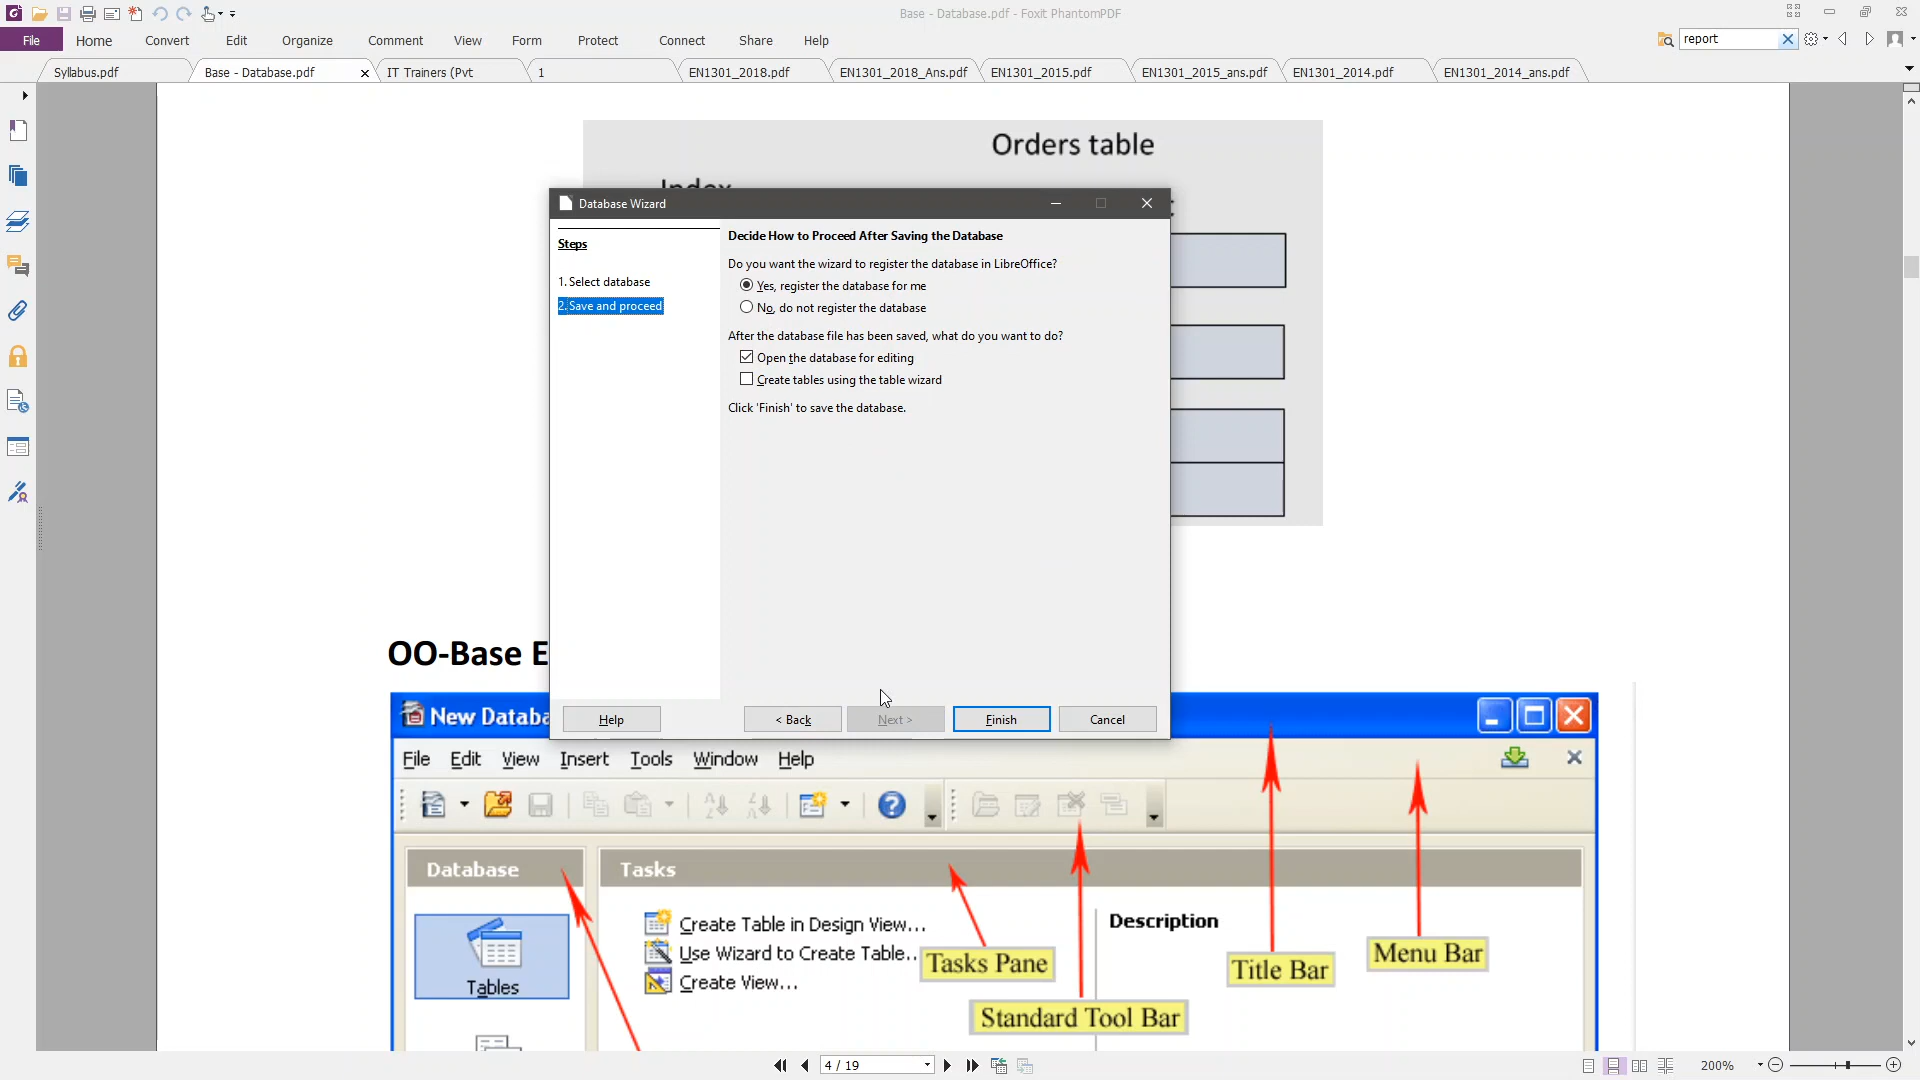 Base - Database.pdf - Foxit PhantomPDF
File Home Convert Edit Organize Comment View Form Protect Connect Share Help
report
Syllabus.pdf
Base - Database.pdf
IT Trainers (Pvt
1
EN1301_2018.pdf
EN1301_2018_Ans.pdf
EN1301_2015.pdf
EN1301_2015_ans.pdf
EN1301_2014.pdf
EN1301_2014_ans.pdf
Orders table
Index
Database Wizard
Steps
1. Select database
2. Save and proceed
Decide How to Proceed After Saving the Database
Do you want the wizard to register the database in LibreOffice?
Yes, register the database for me
No, do not register the database
After the database file has been saved, what do you want to do?
Open the database for editing
Create tables using the table wizard
Click 'Finish' to save the database.
Help
< Back
Next >
Finish
Cancel
OO-Base E
New Databa
File Edit View Insert Tools Window Help
Database
Tasks
Tables
Create Table in Design View...
Use Wizard to Create Table..
Create View...
Description
Tasks Pane
Standard Tool Bar
Title Bar
Menu Bar
4 / 19
200%